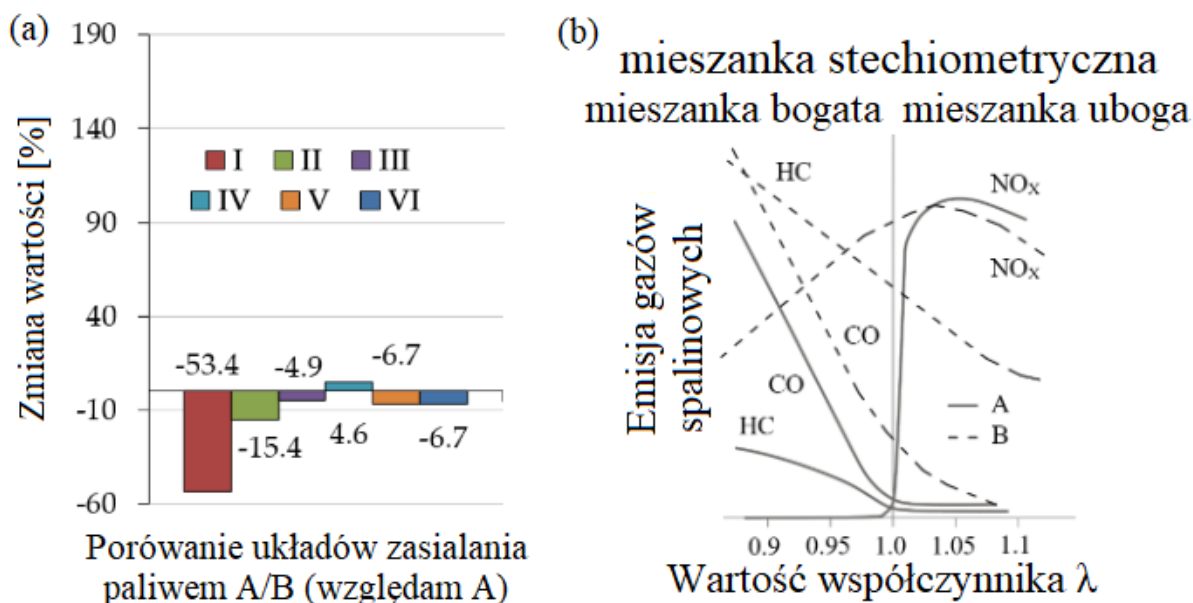 (a)
190
140
90
40
-10
-60
Zmiana wartości [%]
I II III
IV V VI
-53.4
-4.9
-6.7
-15.4
4.6
-6.7
Porówanie układów zasialania
paliwem A/B (względam A)
(b)
mieszanka stechiometryczna
mieszanka bogata mieszanka uboga
Emisja gazów
spalinowych
HC
NOx
NOx
CO
CO
HC
A
B
0.9 0.95 1.0 1.05 1.1
Wartość współczynnika λ